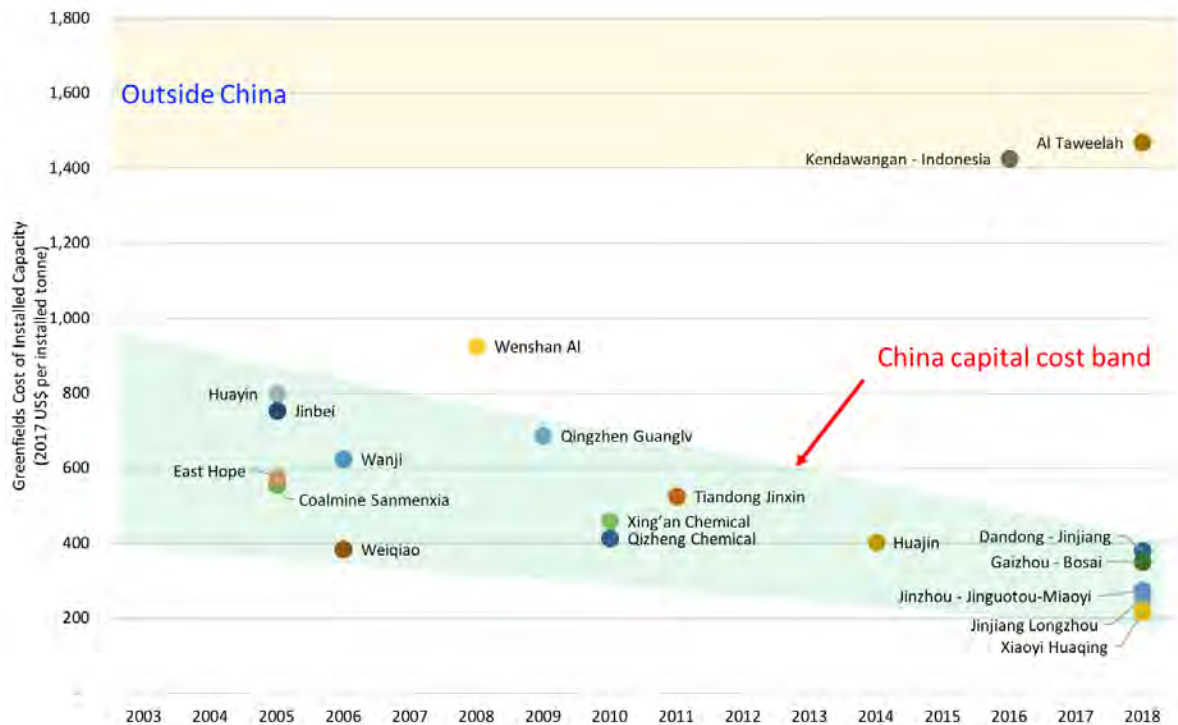 1,800
Outside China
1,600
Al Taweelah
Kendawangan - Indonesia
1,400
Greenfields Cost of Installed Capacity
(2017 US$ per installed tonne)
1,200
1,000
Wenshan Al
China capital cost band
800
Huayin
Jinbei
Qingzhen Guanglv
Wanji
600
East Hope
Coalmine Sanmenxia
Tiandong Jinxin
Xing'an Chemical
Qizheng Chemical
400
Weiqiao
Huajin
Dandong - Jinjiang
Gaizhou - Bosai
Jinzhou - Jinguotou-Miaoyi
200
Jinjiang Longzhou
Xiaoyi Huaqing
-
2003 2004 2005 2006 2007 2008 2009 2010 2011 2012 2013 2014 2015 2016 2017 2018